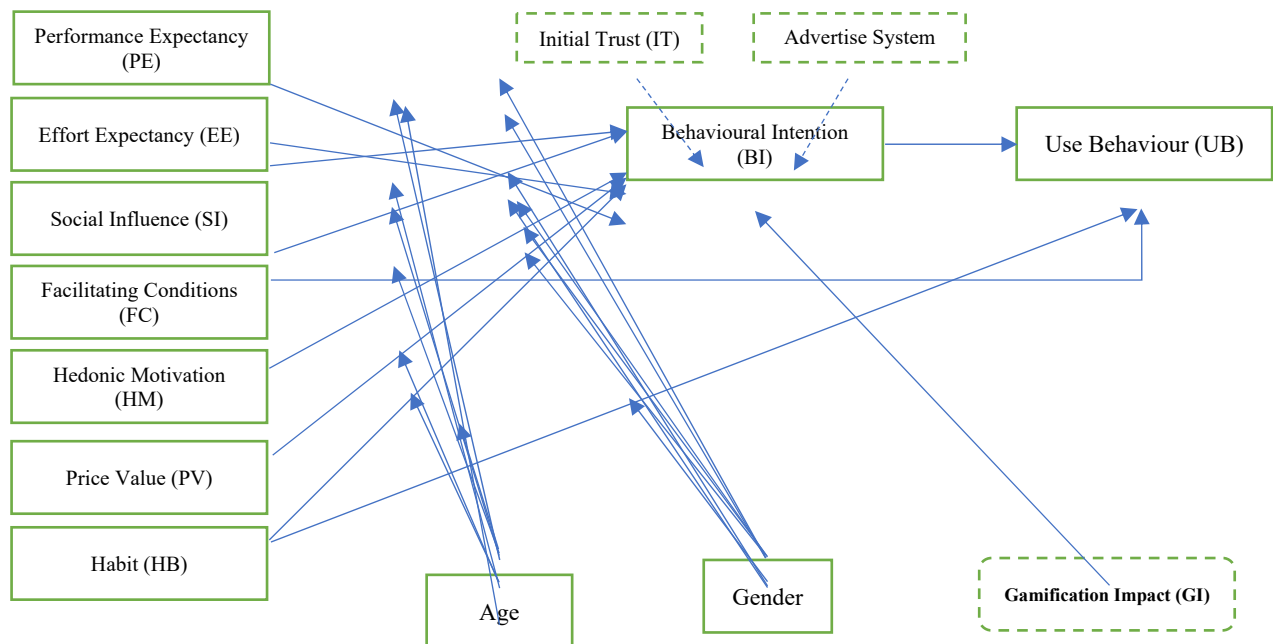 Performance Expectancy
(PE)
Initial Trust (IT)
Advertise System
Effort Expectancy (EE)
Behavioural Intention
(BI)
Use Behaviour (UB)
Social Influence (SI)
Facilitating Conditions
(FC)
Hedonic Motivation
(HM)
Price Value (PV)
Habit (HB)
Age
Gender
Gamification Impact (GI)